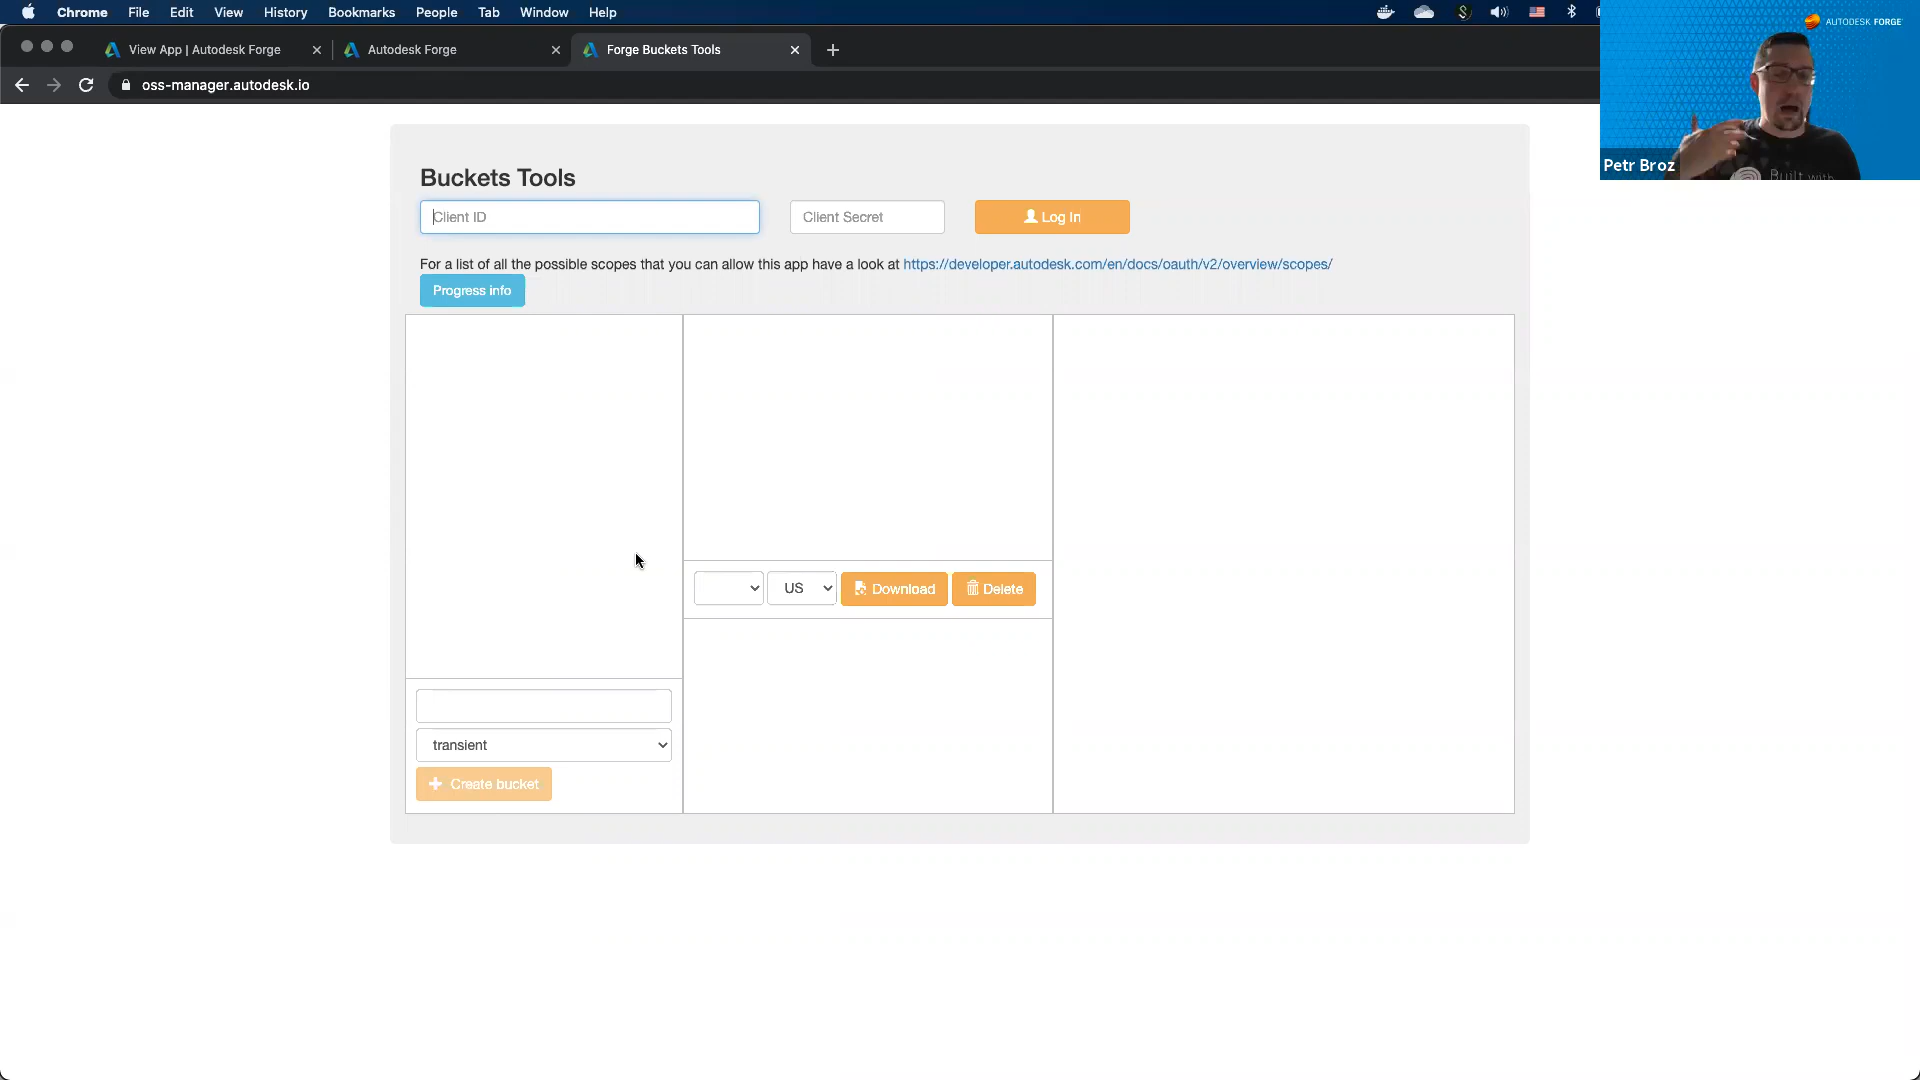 Chrome File Edit View History Bookmarks People Tab Window Help
AUTODESK FORGE
View App | Autodesk Forge
Autodesk Forge
Forge Buckets Tools
oss-manager.autodesk.io
Petr Broz
Built with
Buckets Tools
Client ID
Client Secret
Log In
For a list of all the possible scopes that you can allow this app have a look at https://developer.autodesk.com/en/docs/oauth/v2/overview/scopes/
Progress info
US
Download
Delete
transient
Create bucket